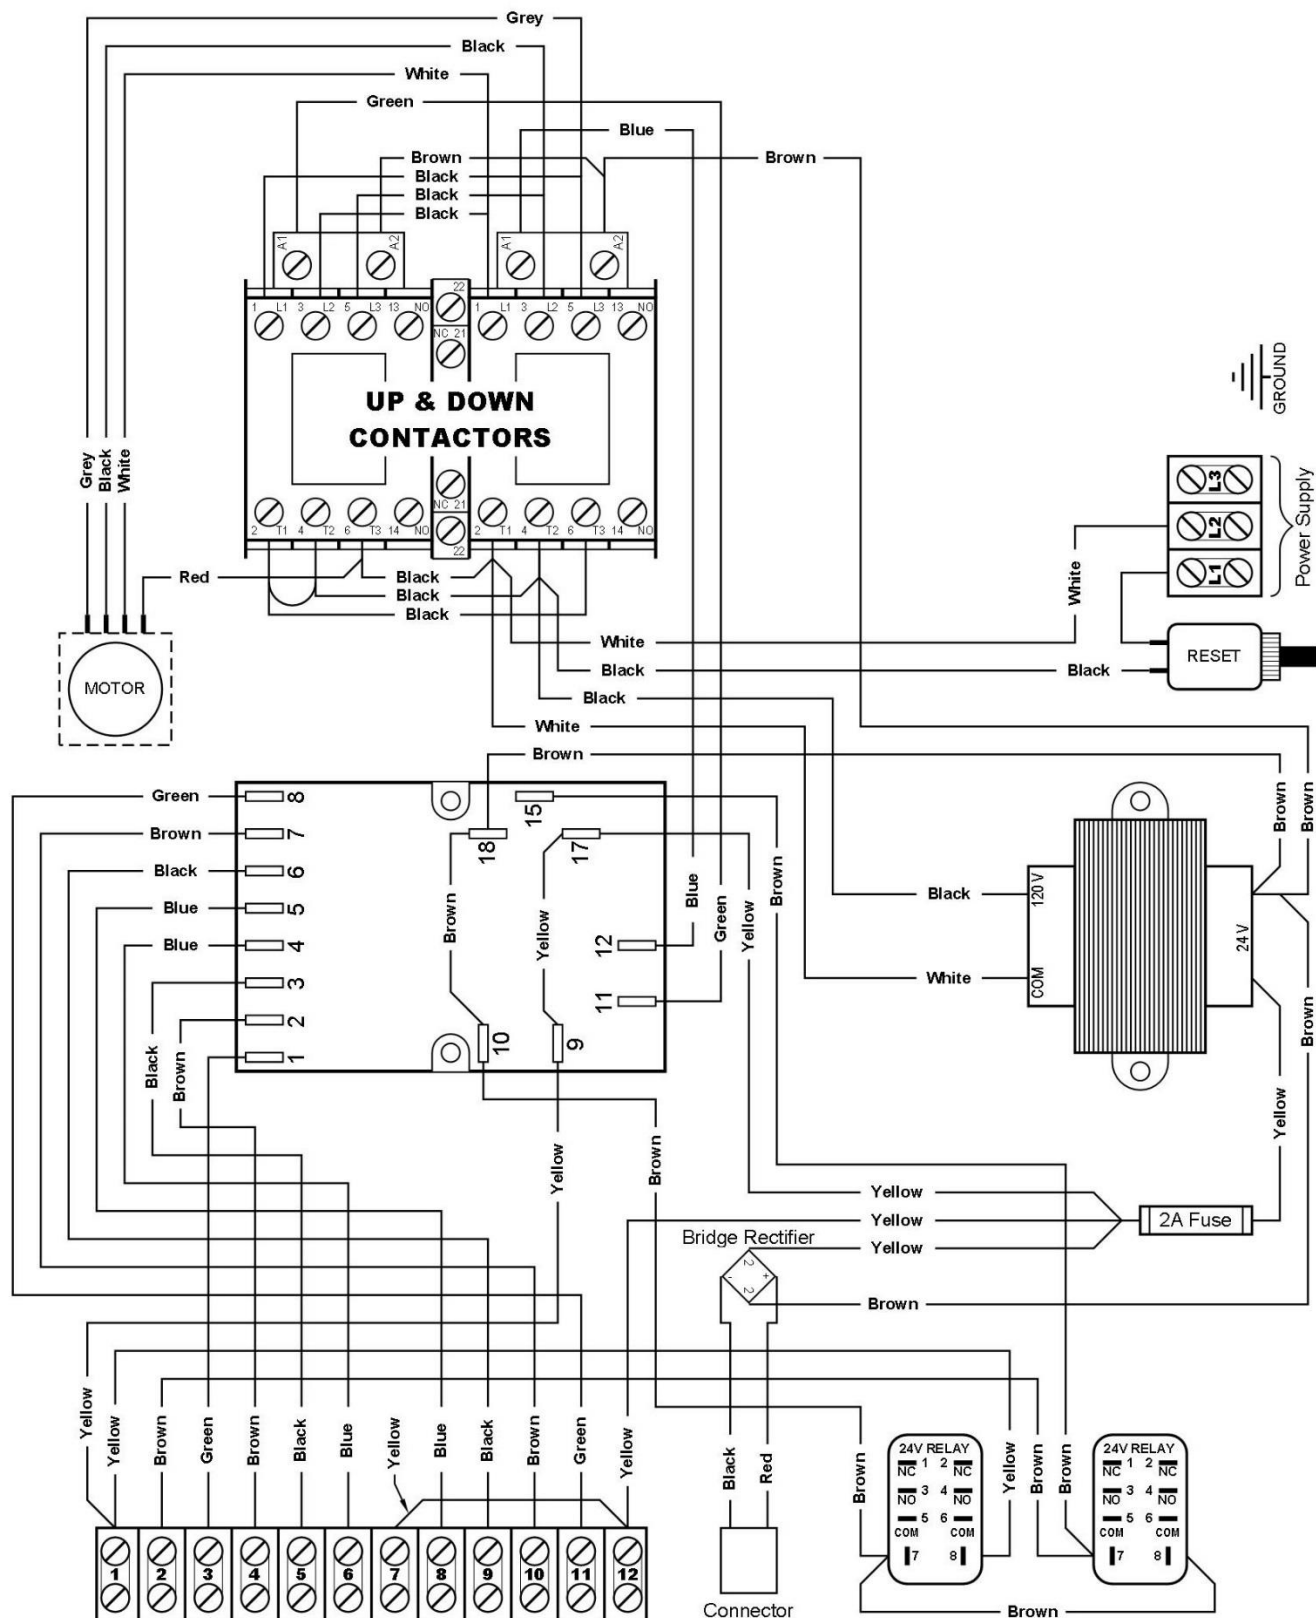 Grey
Black
White
Green
Blue
Brown
Brown
Black
Black
Black
A1
A2
A1
A2
22
1 L1 3 L2 5 L3 13 NO
NC 21
1 L1 3 L2 5 L3 13 NO
UP & DOWN
CONTACTORS
GROUND
Grey
Black
White
NC 21
2 T1 4 T2 6 T3 14 NO
22
2 T1 4 T2 6 T3 14 NO
L3
L2
L1
Power Supply
Red
Black
Black
Black
White
White
Black
Black
RESET
MOTOR
Black
White
Brown
Green
8
15
Brown
7
18
17
Black
6
Blue
5
Blue
4
3
2
1
Brown
Yellow
12
11
10
9
Blue
Green
Yellow
Brown
Brown
Brown
Black
120 V
White
COM
24 V
Brown
Yellow
Black
Brown
Yellow
Brown
Yellow
Yellow
2A Fuse
Bridge Rectifier
Yellow
2
- +
2
Brown
Yellow
Yellow
Brown
Green
Brown
Black
Blue
Yellow
Blue
Black
Brown
Green
Yellow
Black
Red
Brown
Yellow
Brown
Brown
24V RELAY
1 2
NC NC
3 4
NO NO
5 6
COM COM
7 8
24V RELAY
1 2
NC NC
3 4
NO NO
5 6
COM COM
7 8
1 2 3 4 5 6 7 8 9 10 11 12
Connector
Brown